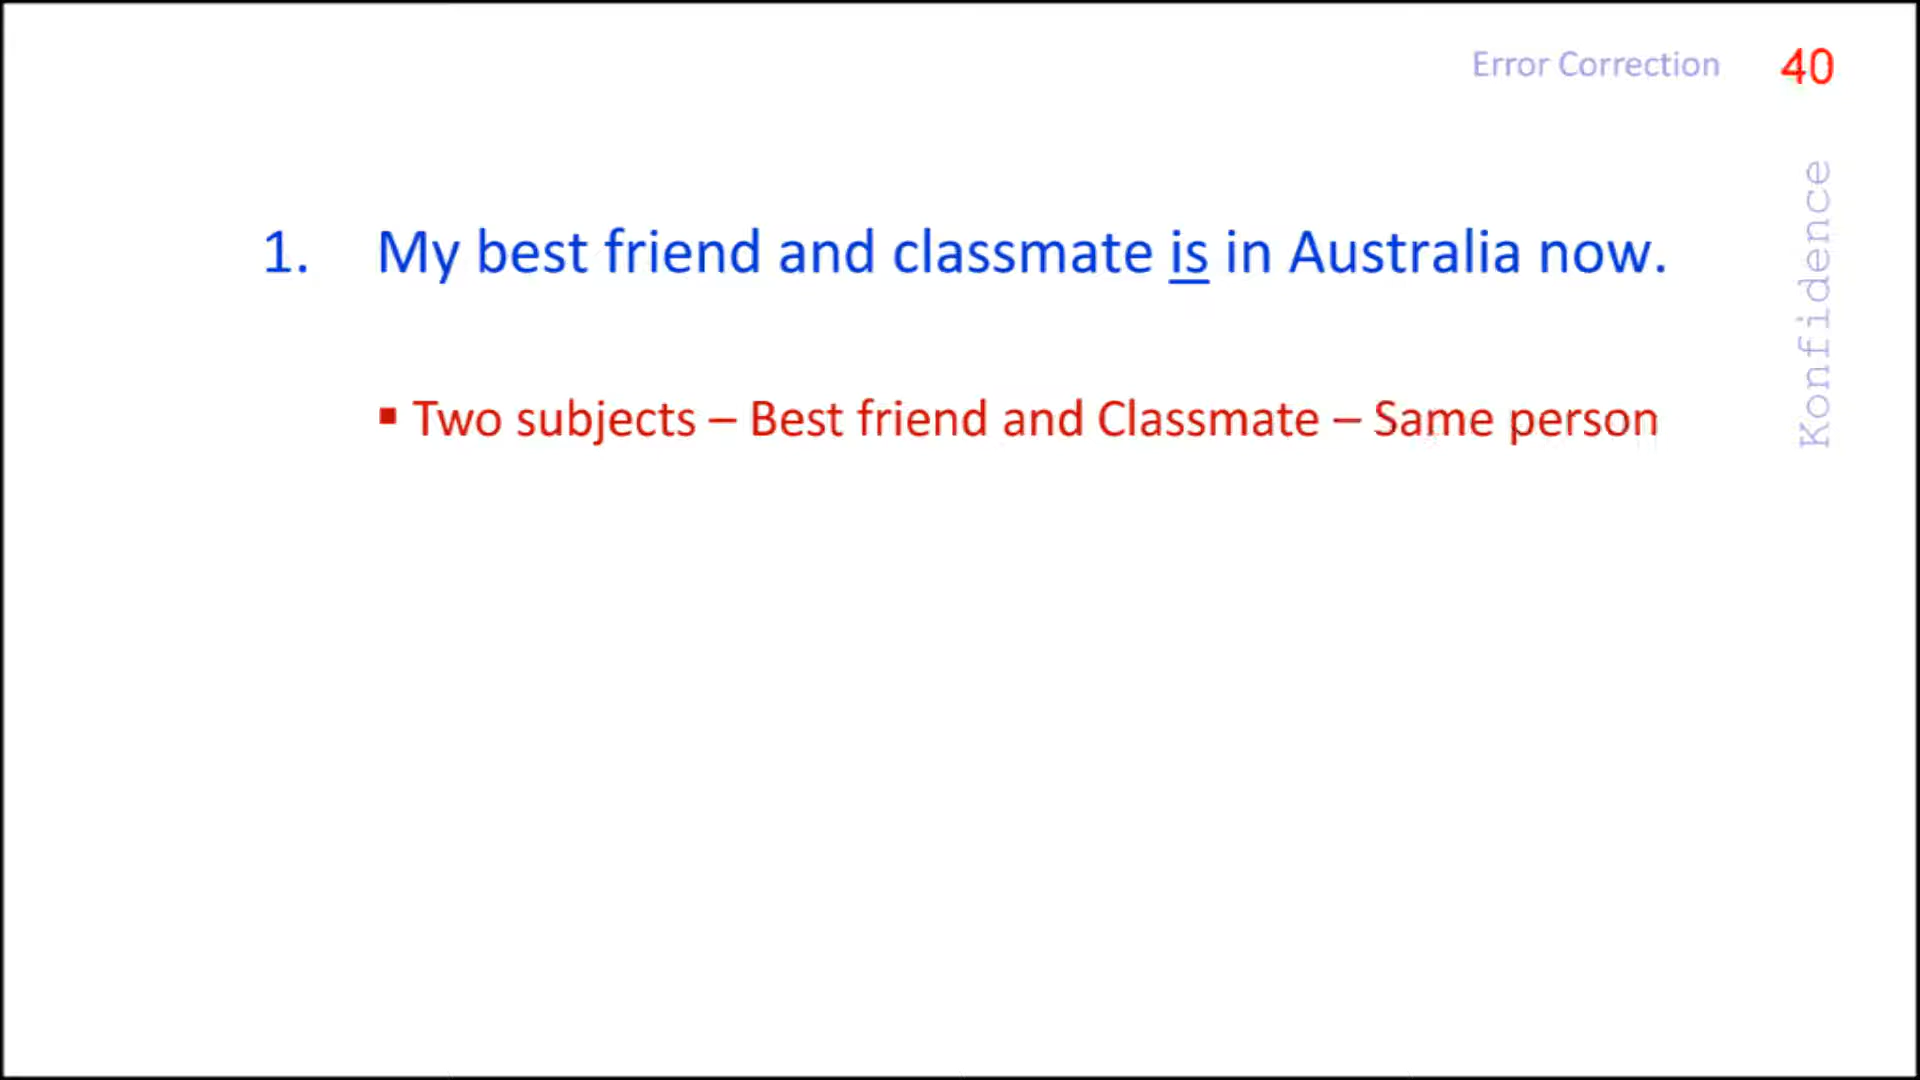 Error Correction 40
Konfidence
1. My best friend and classmate is in Australia now.
▪ Two subjects – Best friend and Classmate – Same person